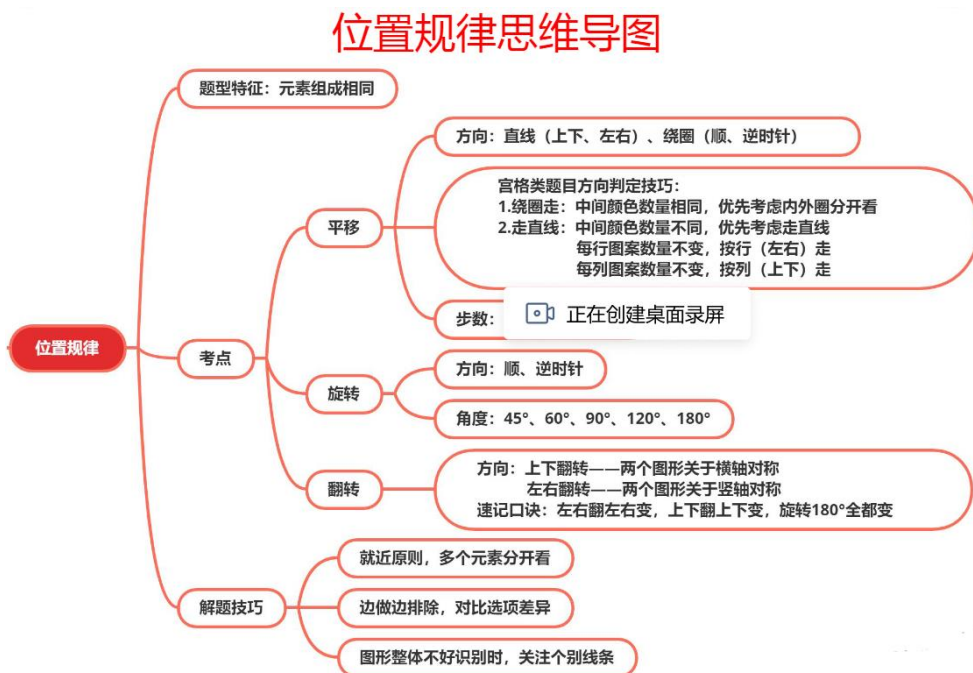 位置规律思维导图
题型特征：元素组成相同
方向：直线（上下、左右）、绕圈（顺、逆时针）
宫格类题目方向判定技巧：
1.绕圈走：中间颜色数量相同，优先考虑内外圈分开看
2.走直线：中间颜色数量不同，优先考虑走直线
每行图案数量不变，按行（左右）走
每列图案数量不变，按列（上下）走
平移
步数：
正在创建桌面录屏
位置规律
考点
方向：顺、逆时针
旋转
角度：45°、60°、90°、120°、180°
方向：上下翻转——两个图形关于横轴对称
左右翻转——两个图形关于竖轴对称
速记口诀：左右翻左右变，上下翻上下变，旋转180°全都变
翻转
就近原则，多个元素分开看
解题技巧
边做边排除，对比选项差异
图形整体不好识别时，关注个别线条